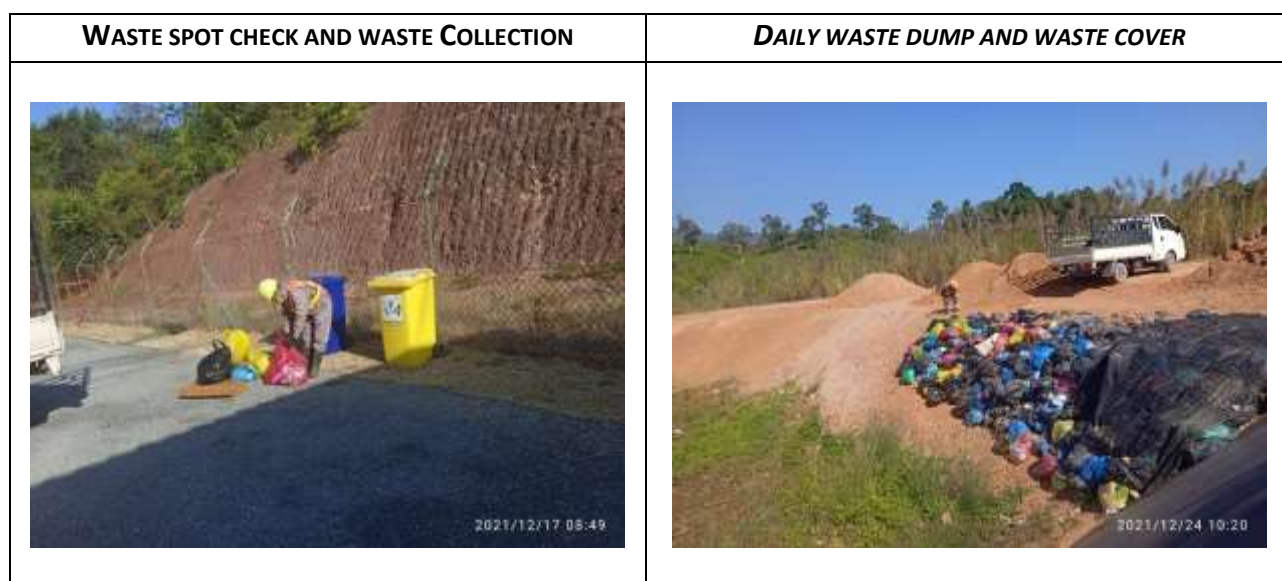 WASTE SPOT CHECK AND WASTE COLLECTION
DAILY WASTE DUMP AND WASTE COVER
2021/12/17 08:49
2021/12/24 10:20